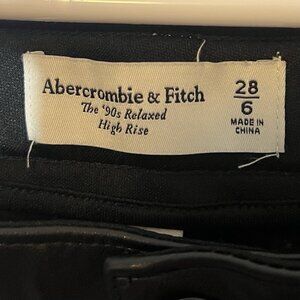 Abercrombie & Fitch
The '90s Relaxed
High Rise
28
6
MADE IN
CHINA